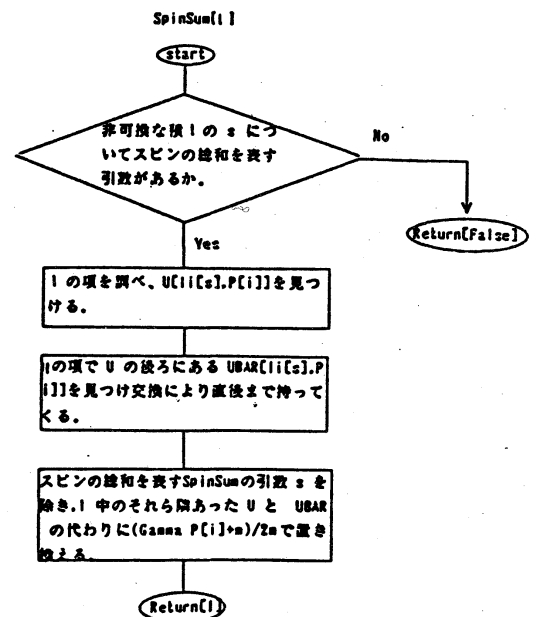 SpinSum[l]
start
非可換な積 l の s につ
いてスピンの総和を表す
引数があるか。
No
Return[False]
Yes
l の項を調べ、U[li[s],P[i]]を見つ
ける。
lの項で U の後ろにある UBAR[li[s],P
i]]を見つけ交換により直後まで持って
くる。
スピンの総和を表すSpinSumの引数 s を
除き,l 中のそれら隣あった U と UBAR
の代わりに(Gamma P[i]+m)/2mで置き
換える。
Return[l]